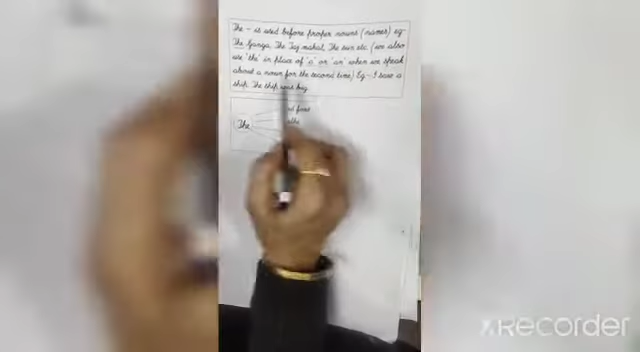 The - is used before proper nouns (names) eg-
The Ganga, The Taj mahal, The sun etc. (we also
use 'the' in place of 'a' or 'an' when we speak
about a noun for the second time) Eg - I saw a
ship. The ship was big
The
XRecorder